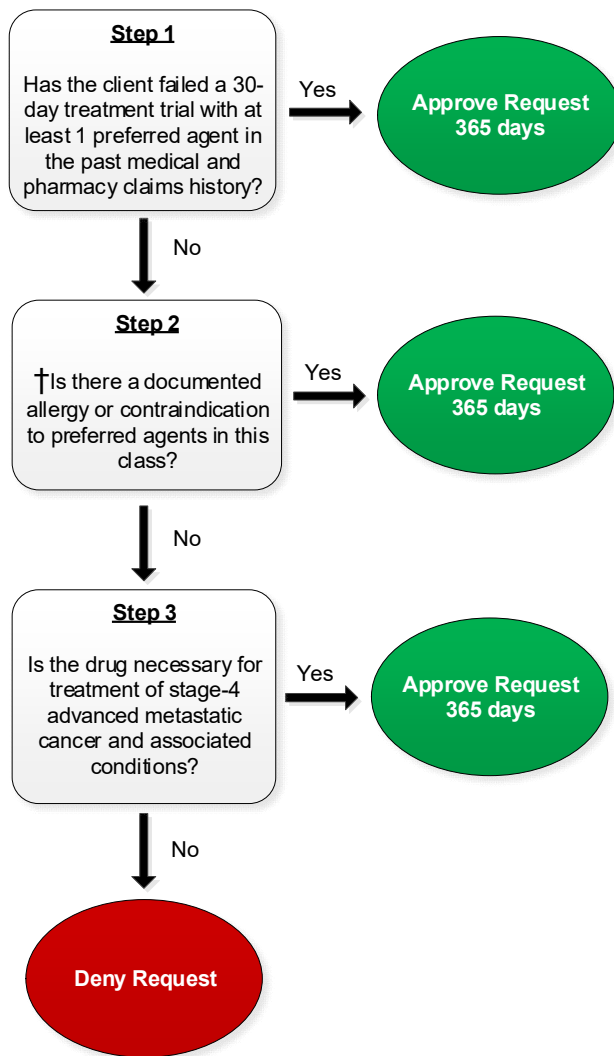 Step 1
Has the client failed a 30-
day treatment trial with at
least 1 preferred agent in
the past medical and
pharmacy claims history?
Yes
Approve Request
365 days
No
Step 2
†Is there a documented
allergy or contraindication
to preferred agents in this
class?
Yes
Approve Request
365 days
No
Step 3
Is the drug necessary for
treatment of stage-4
advanced metastatic
cancer and associated
conditions?
Yes
Approve Request
365 days
No
Deny Request